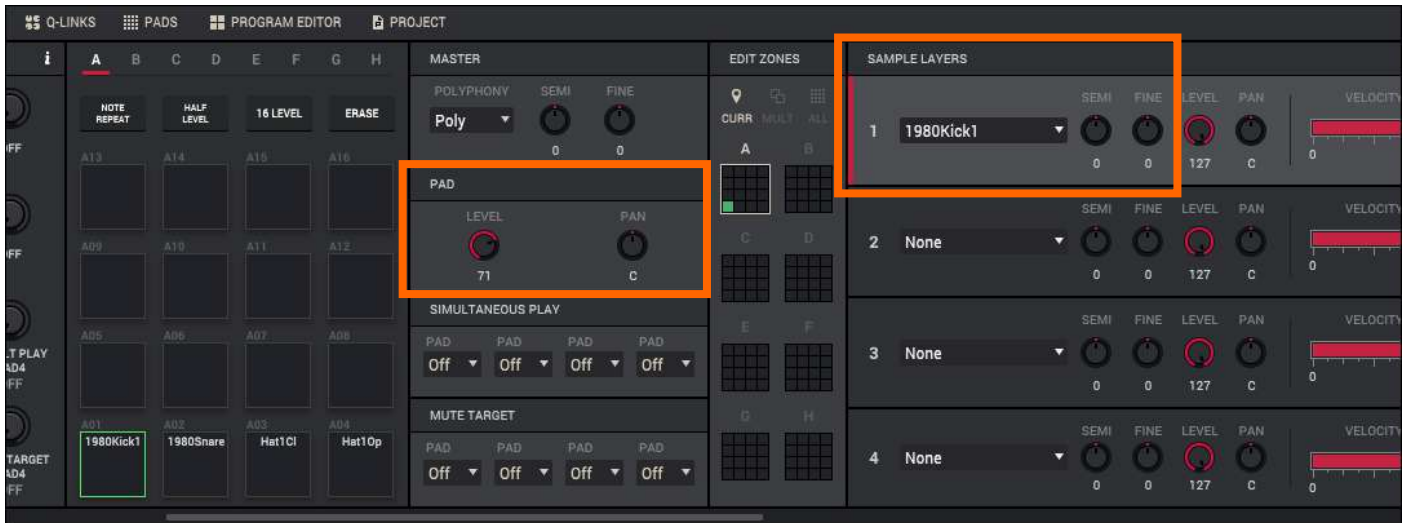 Q-LINKS PADS PROGRAM EDITOR PROJECT
i
FF
FF
LT PLAY
AD4
FF
TARGET
AD4
FF
A B C D E F G H
NOTE REPEAT
HALF LEVEL
16 LEVEL
ERASE
A13 A14 A15 A16
A09 A10 A11 A12
A05 A06 A07 A08
A01 A02 A03 A04
1980Kick1 1980Snare Hat1Cl Hat1Op
MASTER
POLYPHONY SEMI FINE
Poly
0 0
PAD
LEVEL PAN
71 C
SIMULTANEOUS PLAY
PAD PAD PAD PAD
Off Off Off Off
MUTE TARGET
PAD PAD PAD PAD
Off Off Off Off
EDIT ZONES
CURR MULT ALL
A B
C D
E F
G H
SAMPLE LAYERS
SEMI FINE LEVEL PAN VELOCITY
1 1980Kick1
0 0 127 C 0
SEMI FINE LEVEL PAN VELOCITY
2 None
0 0 127 C 0
SEMI FINE LEVEL PAN VELOCITY
3 None
0 0 127 C 0
SEMI FINE LEVEL PAN VELOCITY
4 None
0 0 127 C 0